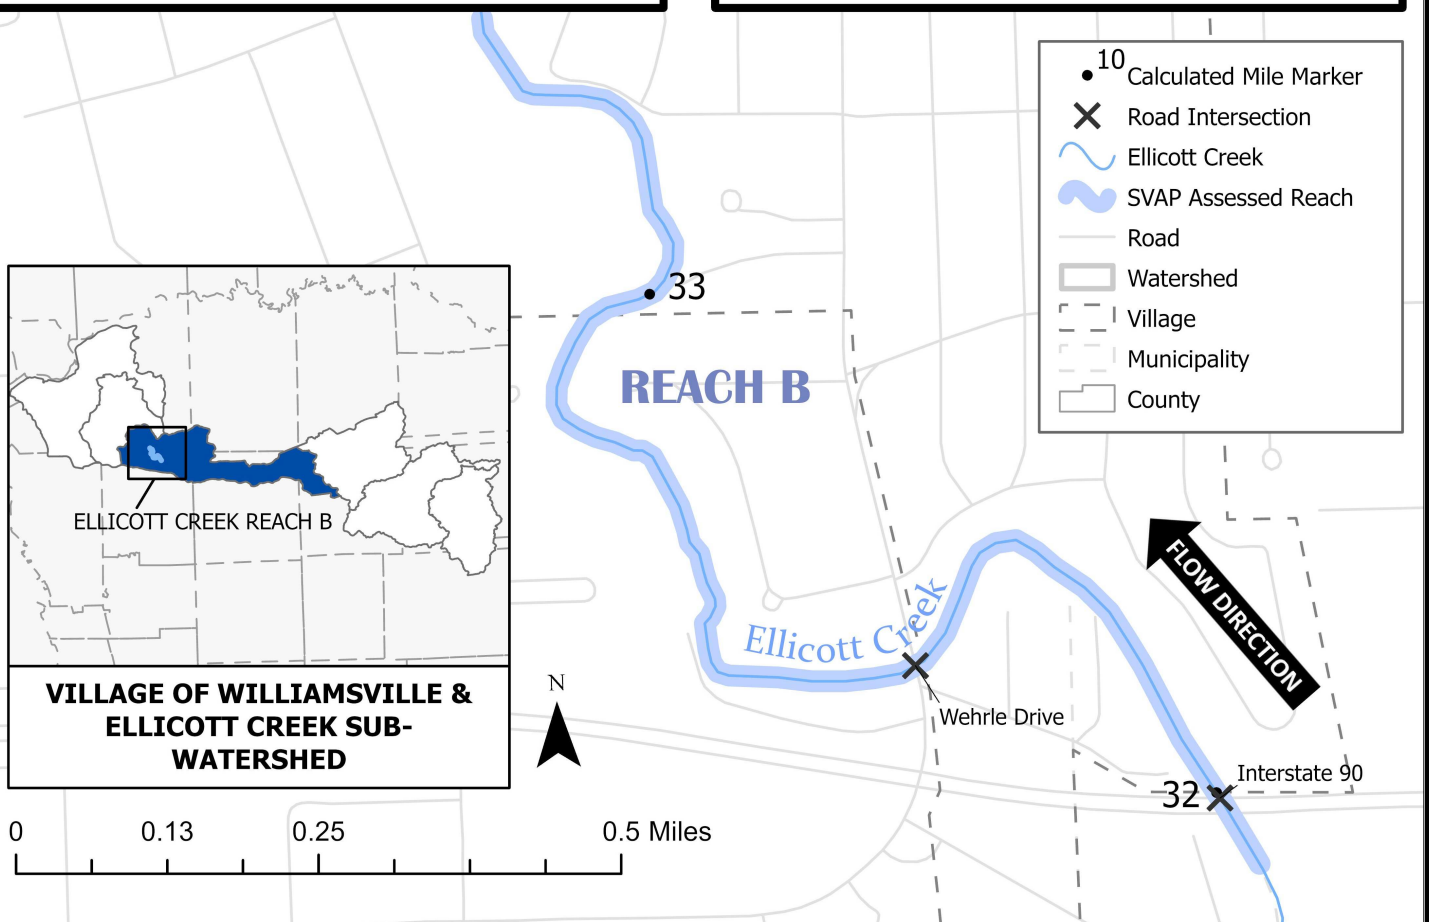 10
Calculated Mile Marker
Road Intersection
Ellicott Creek
SVAP Assessed Reach
Road
Watershed
Village
Municipality
County
33
REACH B
ELLICOTT CREEK REACH B
FLOW DIRECTION
Ellicott Creek
VILLAGE OF WILLIAMSVILLE &
ELLICOTT CREEK SUB-
WATERSHED
N
Wehrle Drive
Interstate 90
32
0 0.13 0.25 0.5 Miles